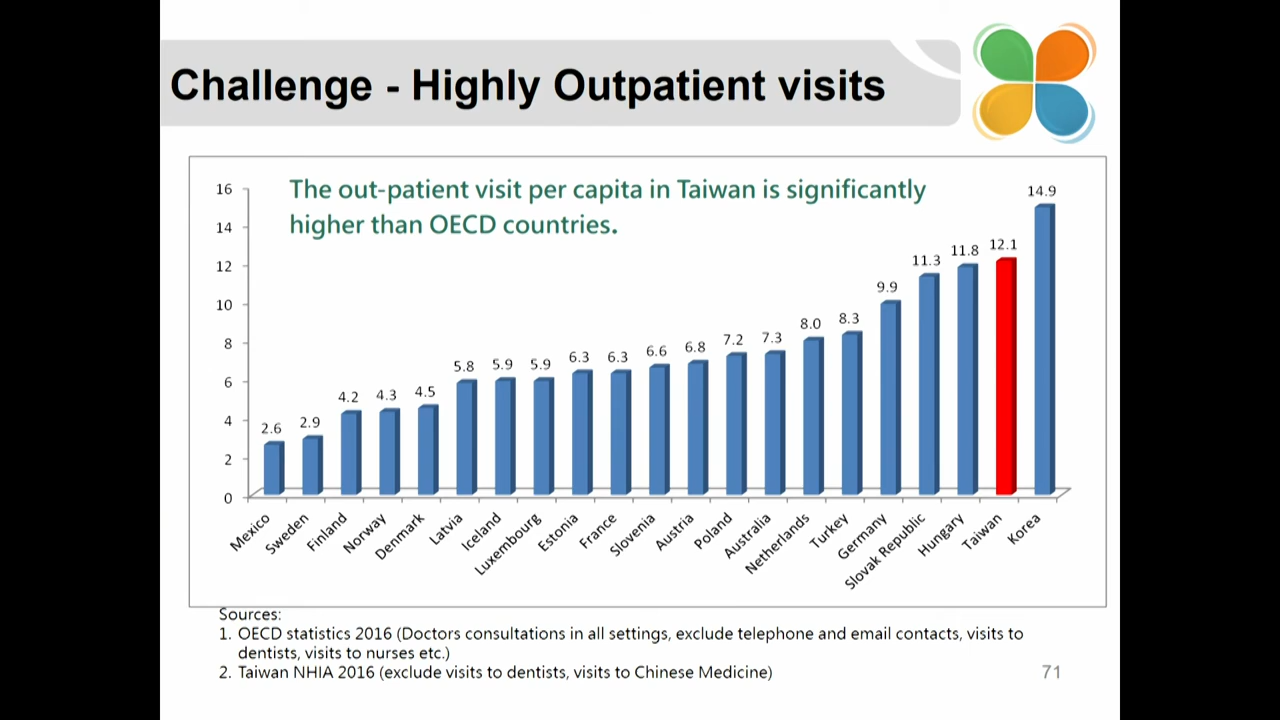 Challenge - Highly Outpatient visits
The out-patient visit per capita in Taiwan is significantly
higher than OECD countries.
16
14
12
10
8
6
4
2
0
2.6
2.9
4.2
4.3
4.5
5.8
5.9
5.9
6.3
6.3
6.6
6.8
7.2
7.3
8.0
8.3
9.9
11.3
11.8
12.1
14.9
Mexico
Sweden
Finland
Norway
Denmark
Latvia
Iceland
Luxembourg
Estonia
France
Slovenia
Austria
Poland
Australia
Netherlands
Turkey
Germany
Slovak Republic
Hungary
Taiwan
Korea
Sources:
1. OECD statistics 2016 (Doctors consultations in all settings, exclude telephone and email contacts, visits to
dentists, visits to nurses etc.)
2. Taiwan NHIA 2016 (exclude visits to dentists, visits to Chinese Medicine)
71